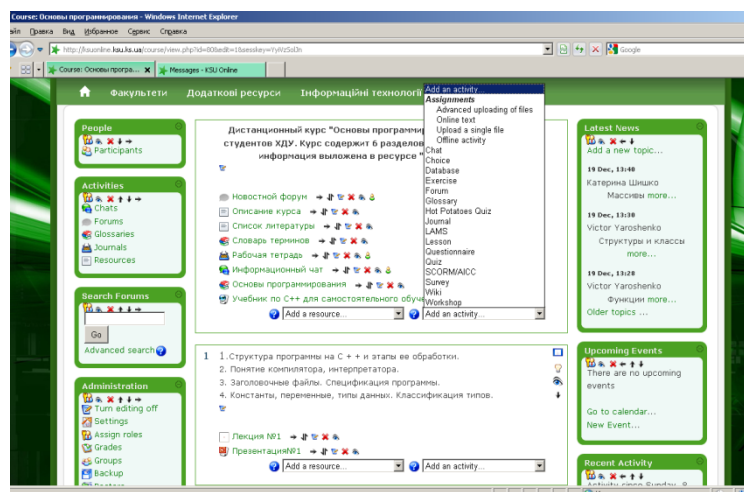 Course: Основы программирования - Windows Internet Explorer
Правка Вид Избранное Сервис Справка
http://ksuonline.ksu.ks.ua/course/view.php?id=806&edit=1&sesskey=
Google
Course: Основы програ...
Messages - KSU Online
Факультети Додаткові ресурси Інформаційні технології
People
Participants
Activities
Chats
Forums
Glossaries
Journals
Resources
Search Forums
Go
Advanced search
Administration
Turn editing off
Settings
Assign roles
Grades
Groups
Backup
Дистанционный курс "Основы
студентов ХДУ. Курс содержит 6 разделов
информация выложена в ресурсе "
Новостной форум
Описание курса
Список литературы
Словарь терминов
Рабочая тетрадь
Информационный чат
Основы программирования
Учебник по C++ для самостоятельного
Add a resource...
Add an activity...
Add an activity...
Assignments
Advanced uploading of files
Online text
Upload a single file
Offline activity
Chat
Choice
Database
Exercise
Forum
Glossary
Hot Potatoes Quiz
Journal
LAMS
Lesson
Questionnaire
Quiz
SCORM/AICC
Survey
Wiki
Workshop
1
1.Структура программы на C + + и этапы ее обработки.
2. Понятие компилятора, интерпретатора.
3. Заголовочные файлы. Спецификация программы.
4. Константы, переменные, типы данных. Классификация типов.
Лекция №1
Презентация№1
Add a resource...
Add an activity...
Latest News
Add a new topic...
19 Dec, 13:40
Катерина Шишко
Массивы more...
19 Dec, 13:38
Victor Yaroshenko
Структуры и классы
more...
19 Dec, 13:28
Victor Yaroshenko
Функции more...
Older topics ...
Upcoming Events
There are no upcoming
events
Go to calendar...
New Event...
Recent Activity